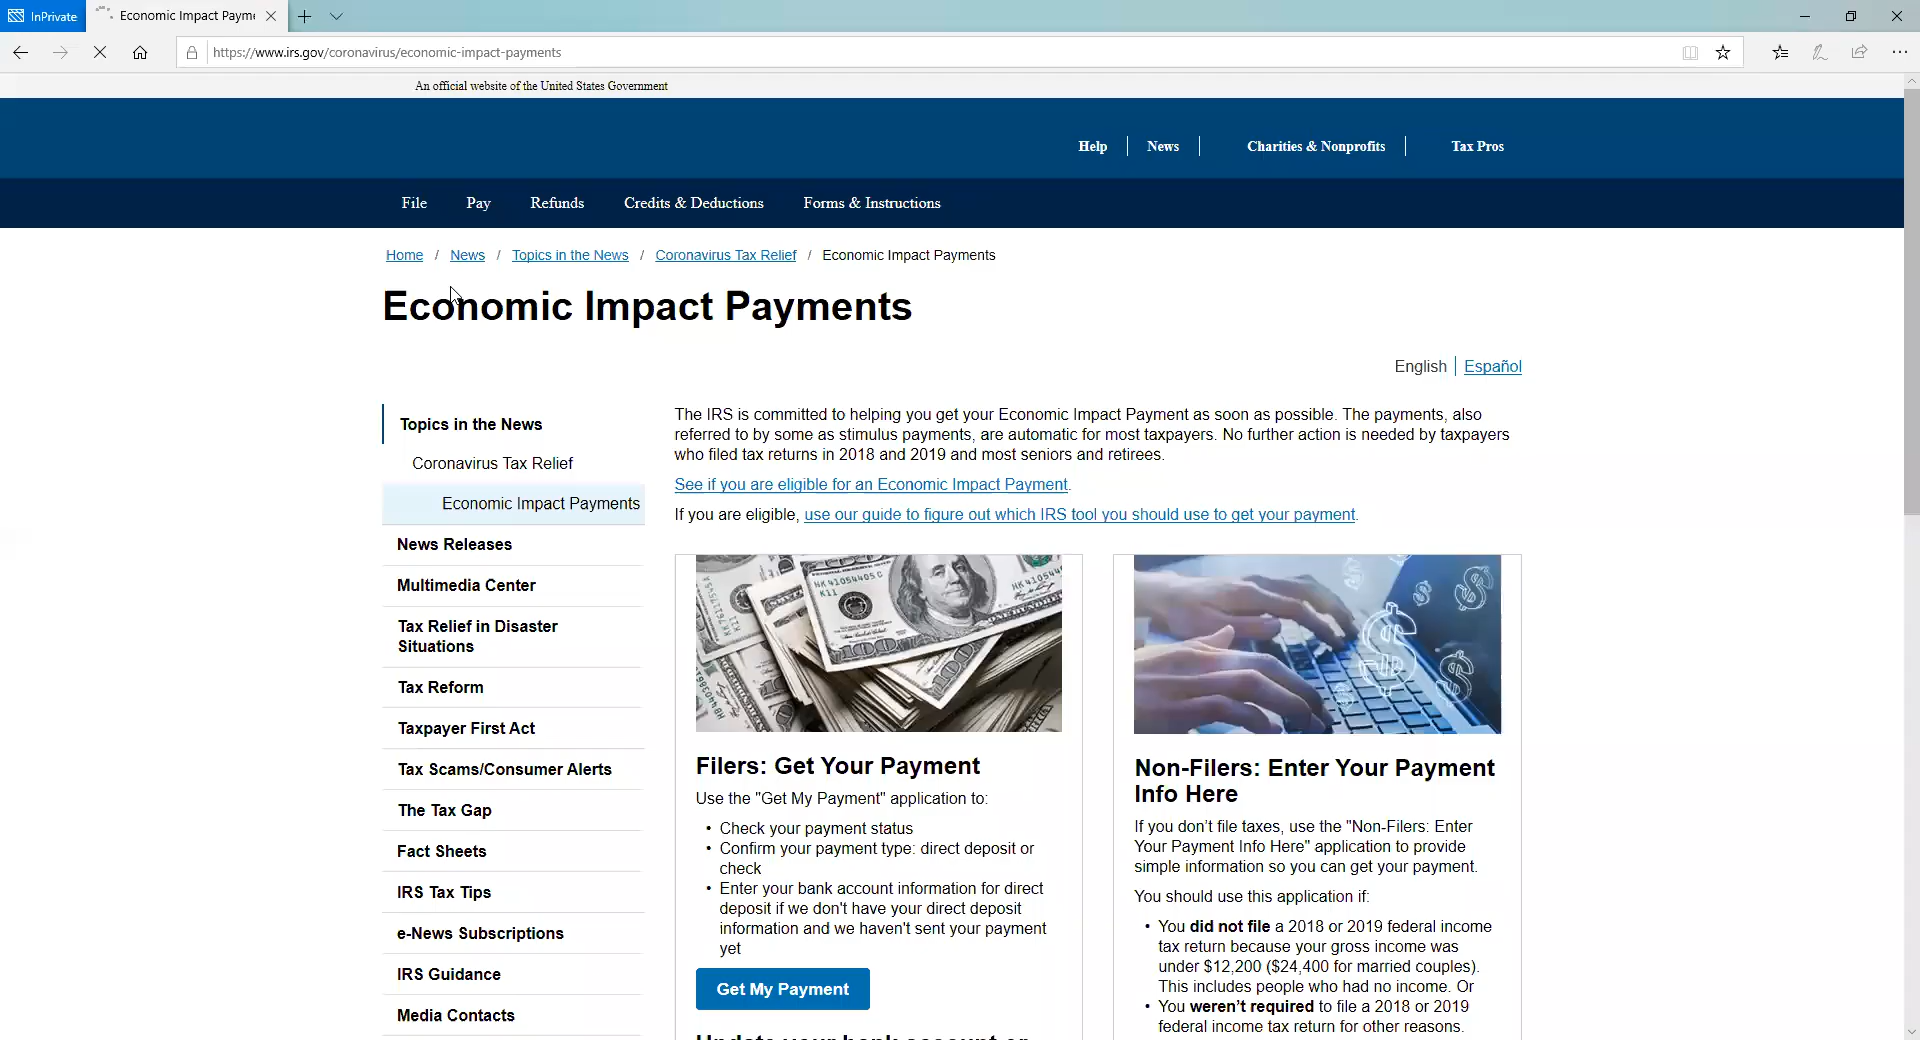 InPrivate
Economic Impact Payme
https://www.irs.gov/coronavirus/economic-impact-payments
An official website of the United States Government
Help
News
Charities & Nonprofits
Tax Pros
File
Pay
Refunds
Credits & Deductions
Forms & Instructions
Home / News / Topics in the News / Coronavirus Tax Relief / Economic Impact Payments
Economic Impact Payments
English
Español
Topics in the News
Coronavirus Tax Relief
Economic Impact Payments
News Releases
Multimedia Center
Tax Relief in Disaster
Situations
Tax Reform
Taxpayer First Act
Tax Scams/Consumer Alerts
The Tax Gap
Fact Sheets
IRS Tax Tips
e-News Subscriptions
IRS Guidance
Media Contacts
The IRS is committed to helping you get your Economic Impact Payment as soon as possible. The payments, also
referred to by some as stimulus payments, are automatic for most taxpayers. No further action is needed by taxpayers
who filed tax returns in 2018 and 2019 and most seniors and retirees.
See if you are eligible for an Economic Impact Payment.
If you are eligible, use our guide to figure out which IRS tool you should use to get your payment.
HK41054405C
K11
100
Filers: Get Your Payment
Use the "Get My Payment" application to:
• Check your payment status
• Confirm your payment type: direct deposit or
check
• Enter your bank account information for direct
deposit if we don't have your direct deposit
information and we haven't sent your payment
yet
Get My Payment
Update your bank account or
Non-Filers: Enter Your Payment
Info Here
If you don’t file taxes, use the "Non-Filers: Enter
Your Payment Info Here" application to provide
simple information so you can get your payment.
You should use this application if:
• You did not file a 2018 or 2019 federal income
tax return because your gross income was
under $12,200 ($24,400 for married couples).
This includes people who had no income. Or
• You weren’t required to file a 2018 or 2019
federal income tax return for other reasons.